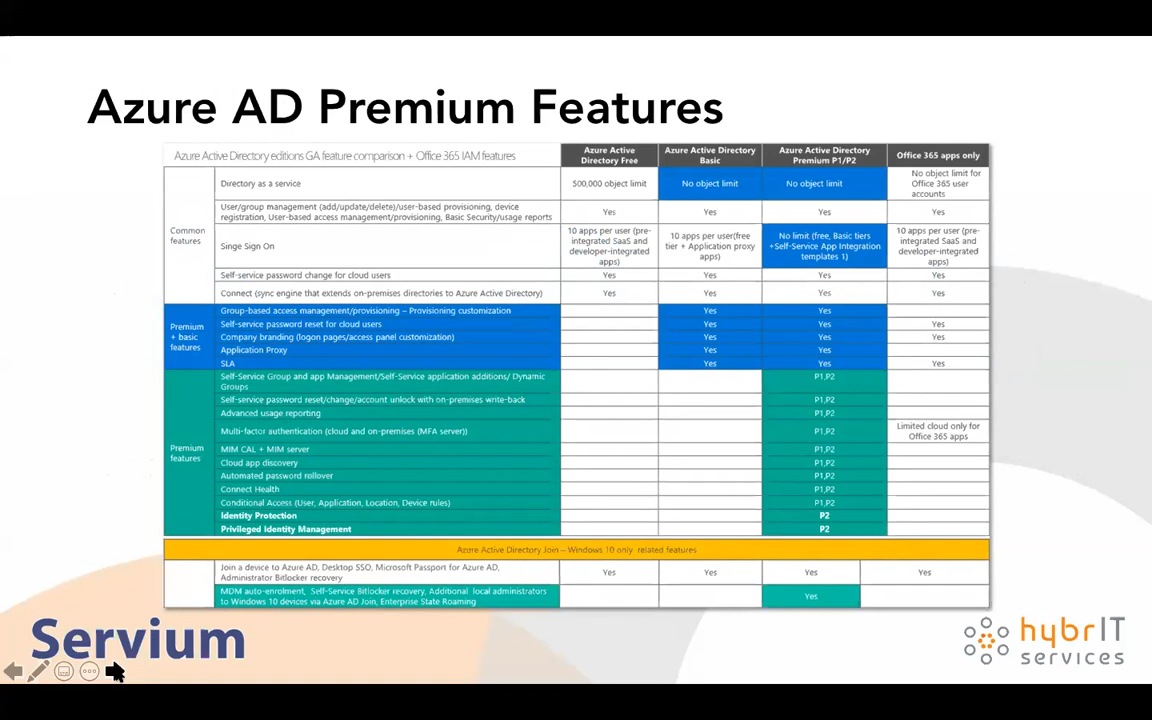 Azure AD Premium Features
Azure Active Directory editions GA feature comparison + Office 365 IAM features
Azure Active
Directory Free
Azure Active Directory
Basic
Azure Active Directory
Premium P1/P2
Office 365 apps only
Common
features
Directory as a service
500,000 object limit
No object limit
No object limit
No object limit for
Office 365 user
accounts
User/group management (add/update/delete)/user-based provisioning, device
registration, User-based access management/provisioning, Basic Security/usage reports
Yes
Yes
Yes
Yes
Singe Sign On
10 apps per user (pre-
integrated SaaS and
developer-integrated
apps)
10 apps per user(free
tier + Application proxy
apps)
No limit (free, Basic tiers
+Self-Service App Integration
templates 1)
10 apps per user (pre-
integrated SaaS and
developer-integrated
apps)
Self-service password change for cloud users
Yes
Yes
Yes
Yes
Connect (sync engine that extends on-premises directories to Azure Active Directory)
Yes
Yes
Yes
Yes
Premium
+ basic
features
Group-based access management/provisioning – Provisioning customization
Yes
Yes
Self-service password reset for cloud users
Yes
Yes
Yes
Company branding (logon pages/access panel customization)
Yes
Yes
Yes
Application Proxy
Yes
Yes
SLA
Yes
Yes
Yes
Premium
features
Self-Service Group and app Management/Self-Service application additions/ Dynamic
Groups
P1,P2
Self-service password reset/change/account unlock with on-premises write-back
P1,P2
Advanced usage reporting
P1,P2
Multi-factor authentication (cloud and on-premises (MFA server))
P1,P2
Limited cloud only for
Office 365 apps
MIM CAL + MIM server
P1,P2
Cloud app discovery
P1,P2
Automated password rollover
P1,P2
Connect Health
P1,P2
Conditional Access (User, Application, Location, Device rules)
P1,P2
Identity Protection
P2
Privileged Identity Management
P2
Azure Active Directory Join – Windows 10 only related features
Join a device to Azure AD, Desktop SSO, Microsoft Passport for Azure AD,
Administrator Bitlocker recovery
Yes
Yes
Yes
Yes
MDM auto-enrolment, Self-Service Bitlocker recovery, Additional local administrators
to Windows 10 devices via Azure AD Join, Enterprise State Roaming
Yes
Servium
hybrIT
services